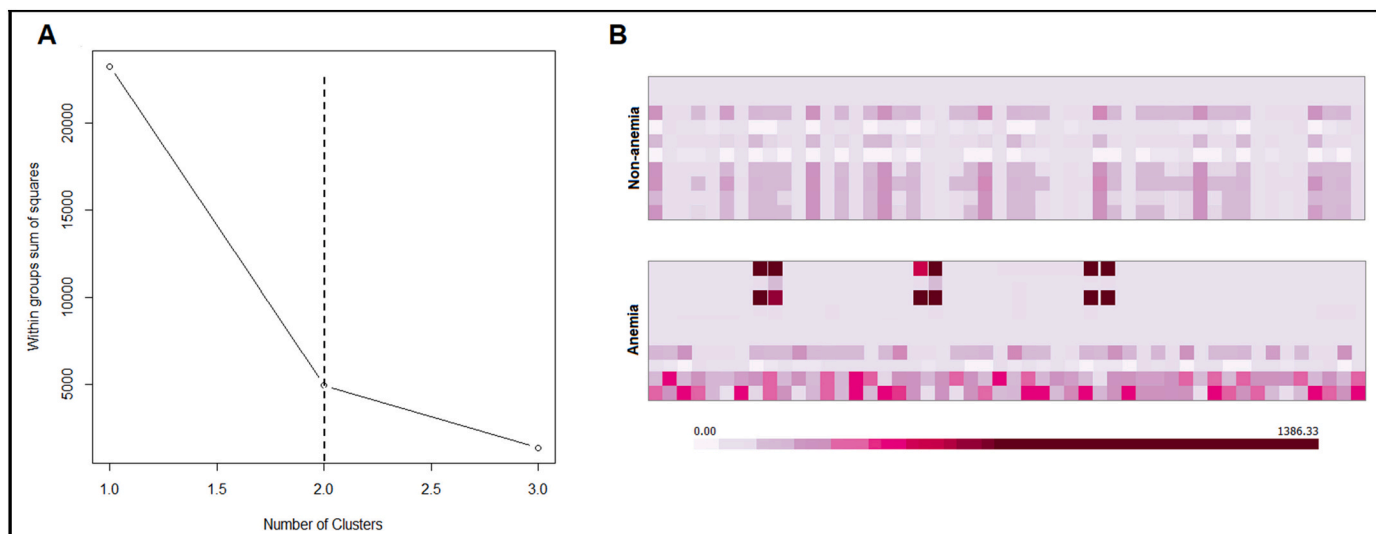 A
B
Within groups sum of squares
20000
15000
10000
5000
1.0 1.5 2.0 2.5 3.0
Number of Clusters
Non-anemia
Anemia
0.00 1386.33